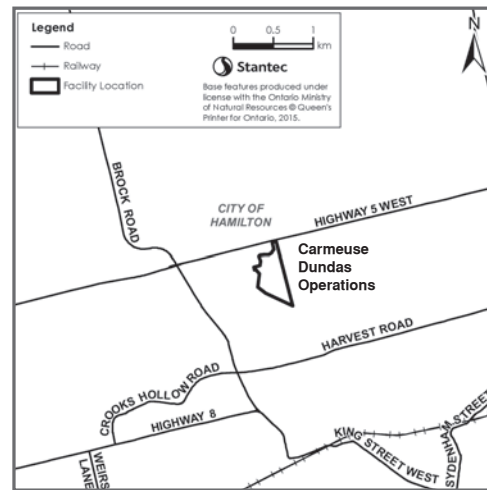 Legend
Road
Railway
Facility Location
0 0.5 1
km
Stantec
Base features produced under
license with the Ontario Ministry
of Natural Resources © Queen's
Printer for Ontario, 2015.
N
BROCK ROAD
CITY OF
HAMILTON
HIGHWAY 5 WEST
Carmeuse
Dundas
Operations
HARVEST ROAD
CROOKS HOLLOW ROAD
HIGHWAY 8
WEIRS
LANE
KING STREET WEST
SYDENHAM STREET